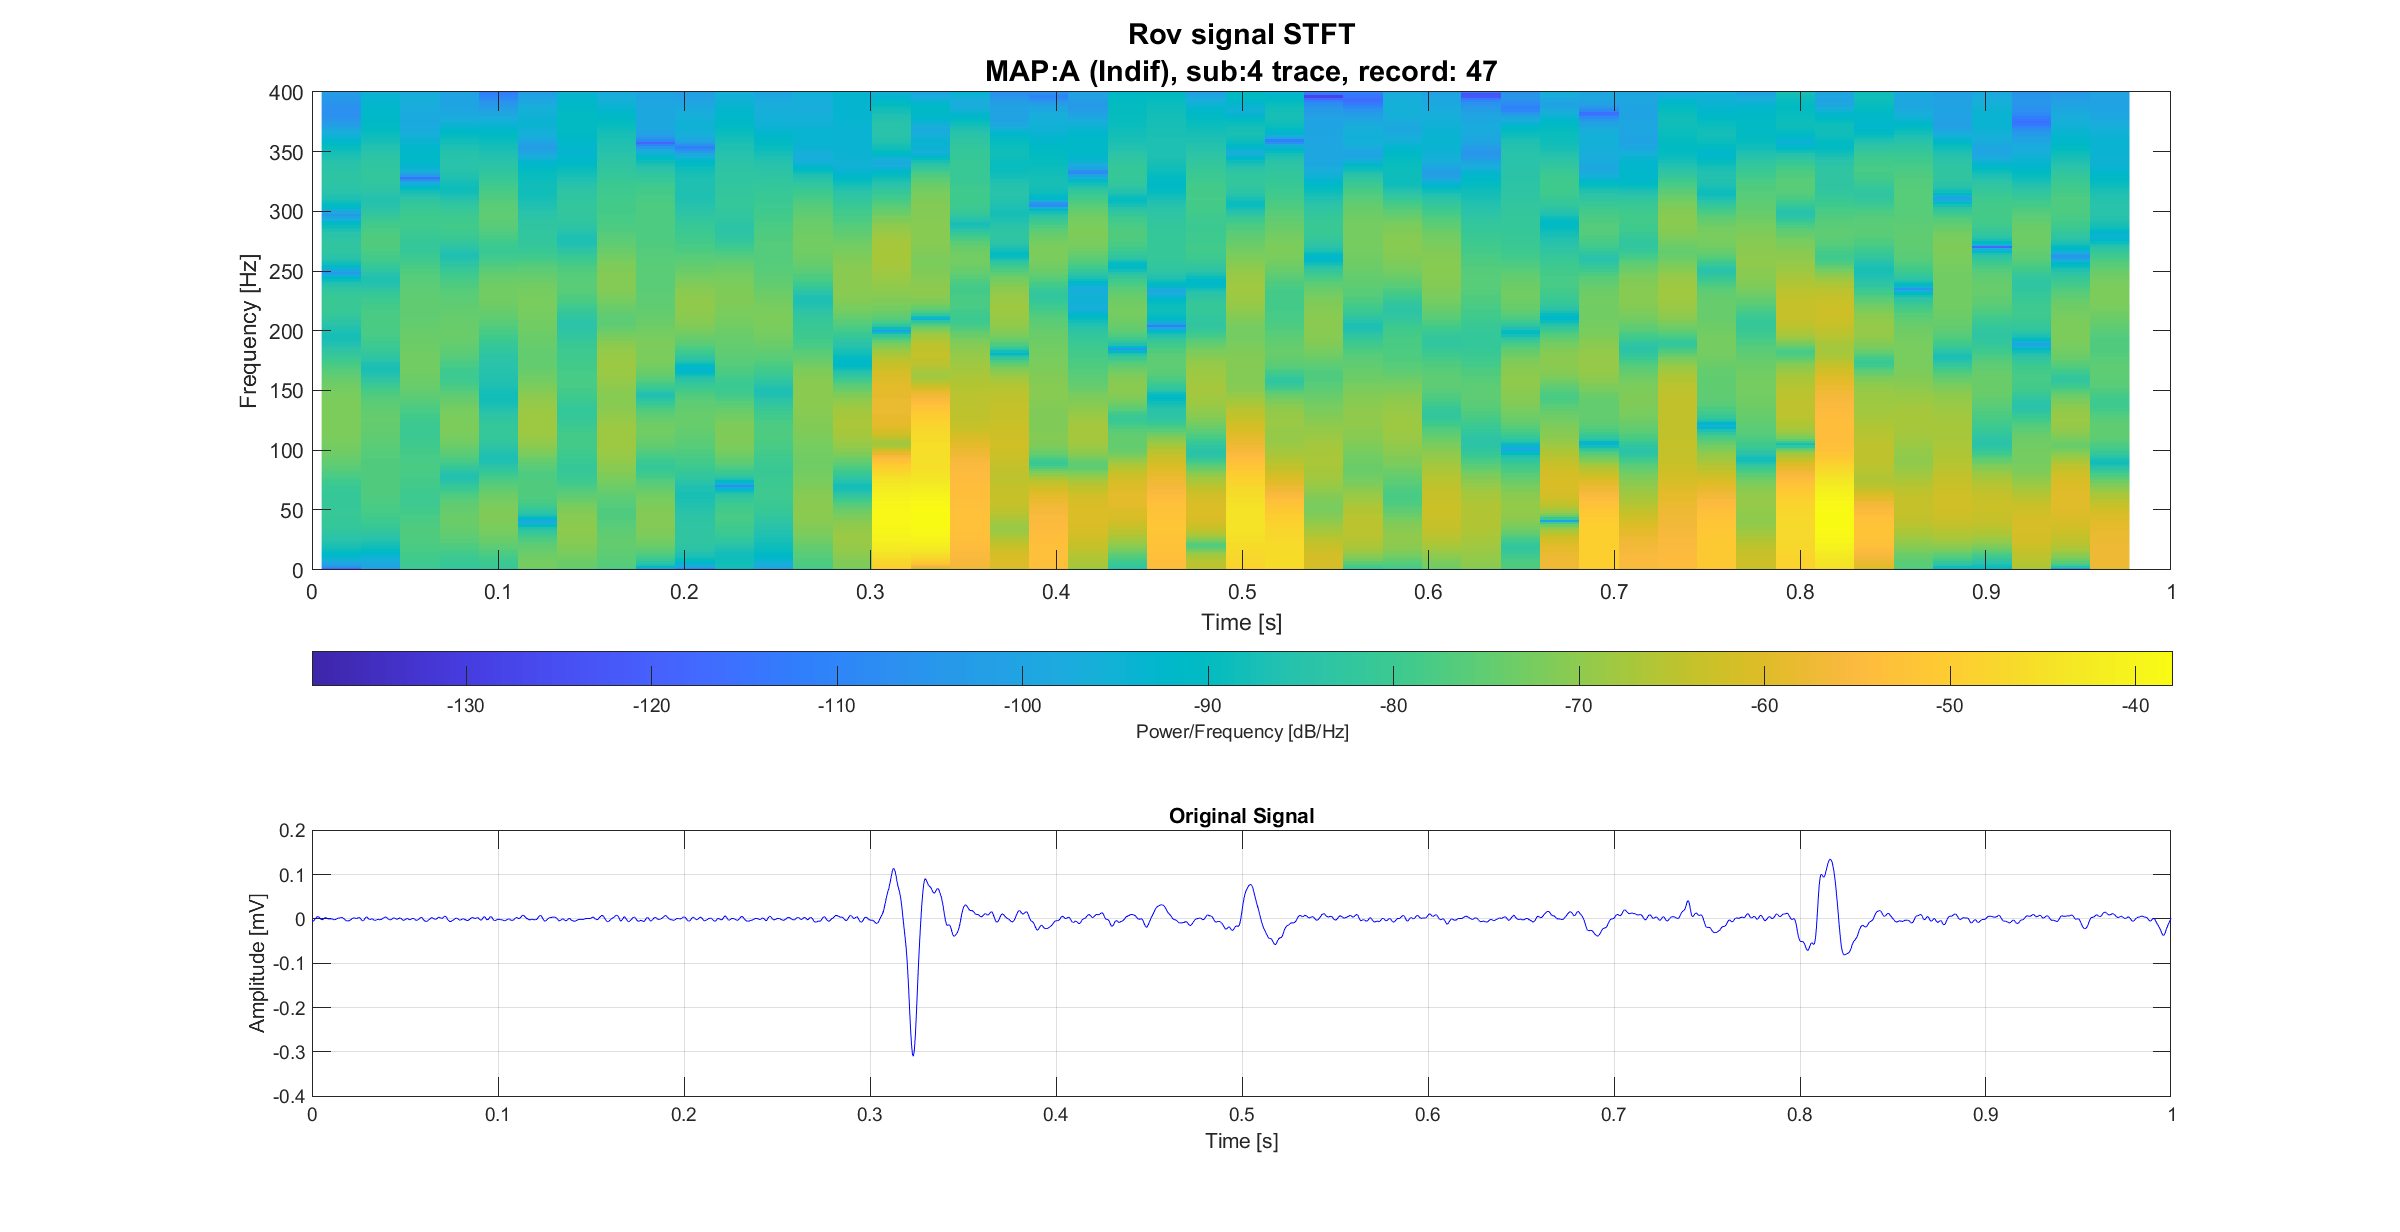 Rov signal STFT
MAP:A (Indif), sub:4 trace, record: 47
400
350
300
250
200
150
100
50
0
Frequency [Hz]
0 0.1 0.2 0.3 0.4 0.5 0.6 0.7 0.8 0.9 1
Time [s]
-130 -120 -110 -100 -90 -80 -70 -60 -50 -40
Power/Frequency [dB/Hz]
Original Signal
0.2
0.1
0
-0.1
-0.2
-0.3
-0.4
Amplitude [mV]
0 0.1 0.2 0.3 0.4 0.5 0.6 0.7 0.8 0.9 1
Time [s]